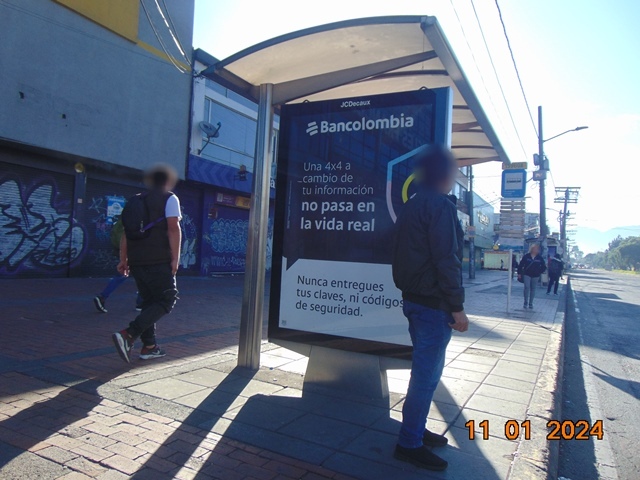 JCDecaux
Bancolombia
Una 4x4 a
cambio de
tu información
no pasa en
la vida real
Nunca entregues
tus claves, ni códigos
de seguridad.
11 01 2024